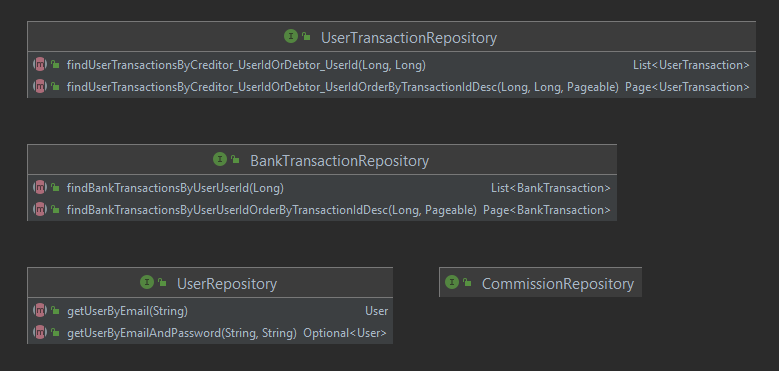 UserTransactionRepository
findUserTransactionsByCreditor_UserIdOrDebtor_UserId(Long, Long) List<UserTransaction>
findUserTransactionsByCreditor_UserIdOrDebtor_UserIdOrderByTransactionIdDesc(Long, Long, Pageable) Page<UserTransaction>
BankTransactionRepository
findBankTransactionsByUserUserId(Long) List<BankTransaction>
findBankTransactionsByUserUserIdOrderByTransactionIdDesc(Long, Pageable) Page<BankTransaction>
UserRepository
getUserByEmail(String) User
getUserByEmailAndPassword(String, String) Optional<User>
CommissionRepository